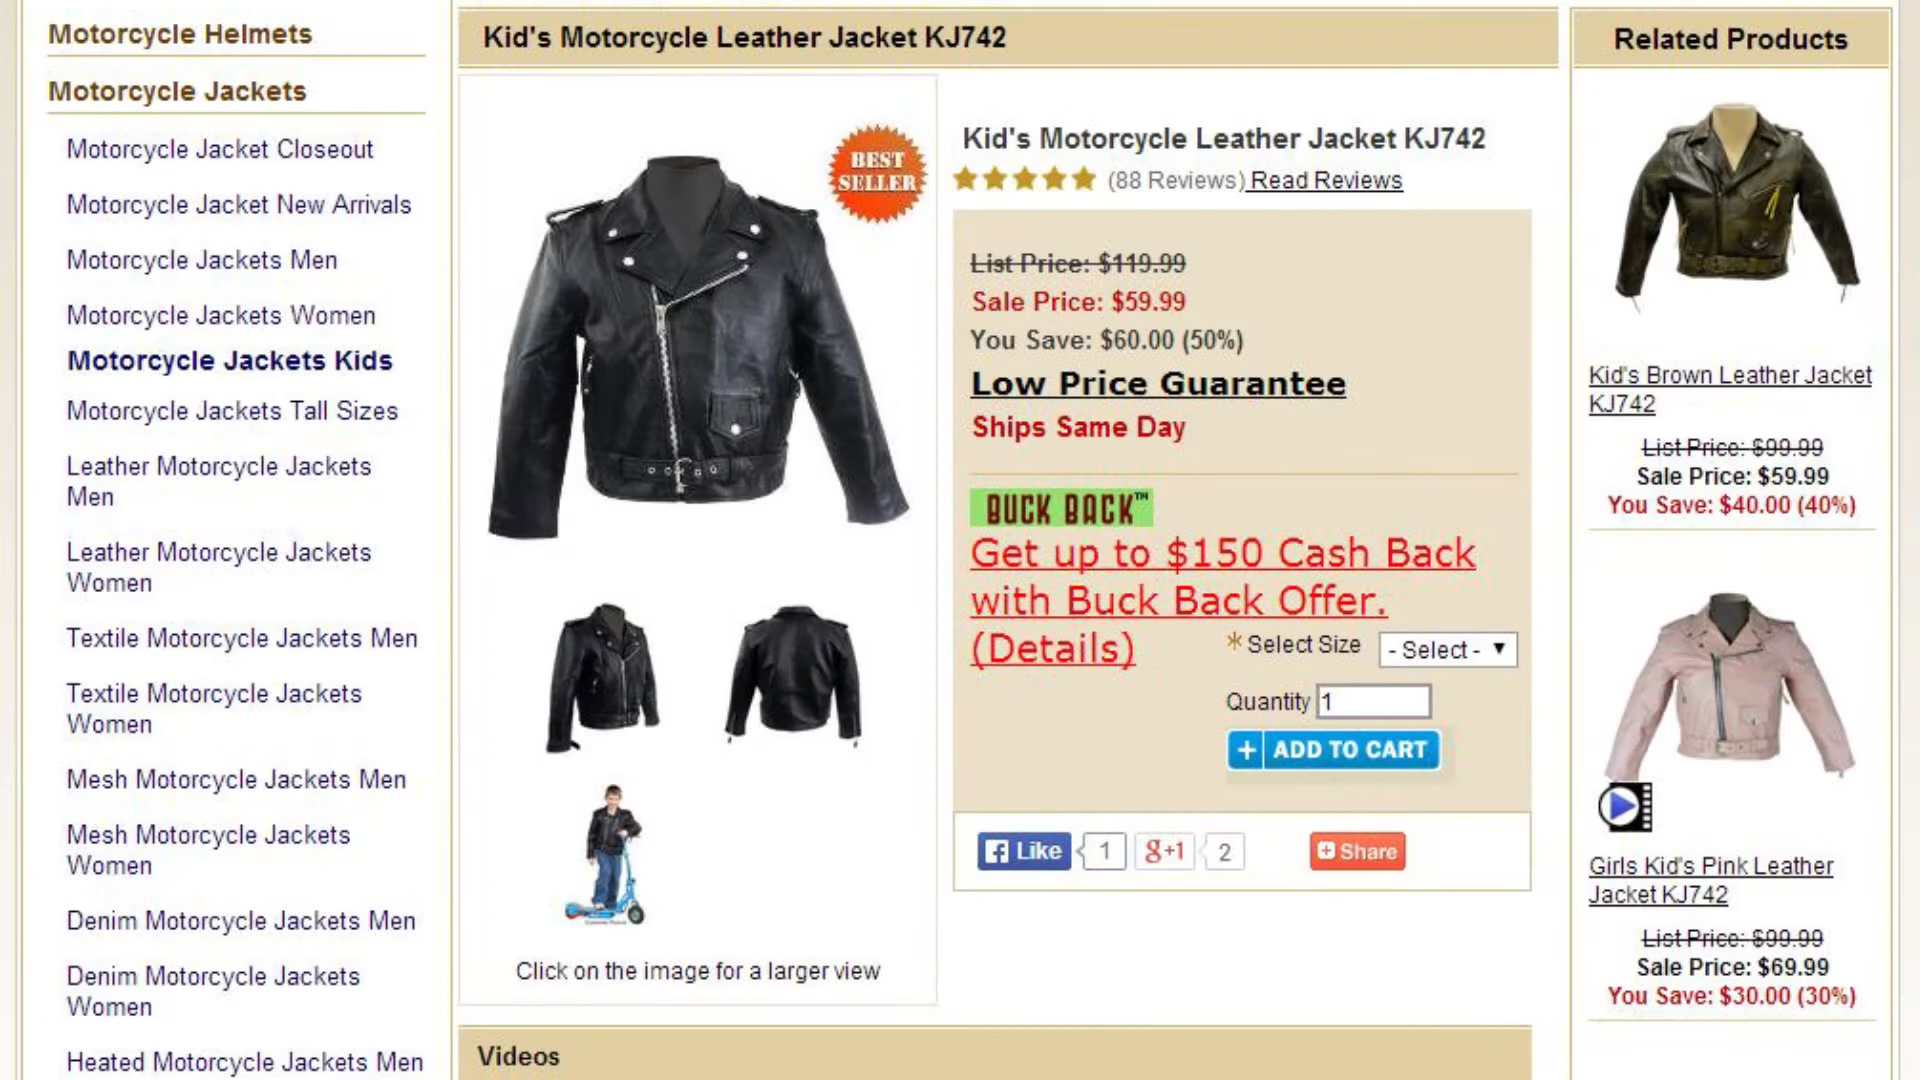 Motorcycle Helmets
Motorcycle Jackets
Motorcycle Jacket Closeout
Motorcycle Jacket New Arrivals
Motorcycle Jackets Men
Motorcycle Jackets Women
Motorcycle Jackets Kids
Motorcycle Jackets Tall Sizes
Leather Motorcycle Jackets
Men
Leather Motorcycle Jackets
Women
Textile Motorcycle Jackets Men
Textile Motorcycle Jackets
Women
Mesh Motorcycle Jackets Men
Mesh Motorcycle Jackets
Women
Denim Motorcycle Jackets Men
Denim Motorcycle Jackets
Women
Heated Motorcycle Jackets Men
Kid's Motorcycle Leather Jacket KJ742
BEST
SELLER
Click on the image for a larger view
Kid's Motorcycle Leather Jacket KJ742
(88 Reviews) Read Reviews
List Price: $119.99
Sale Price: $59.99
You Save: $60.00 (50%)
Low Price Guarantee
Ships Same Day
BUCK BACK™
Get up to $150 Cash Back
with Buck Back Offer.
(Details)
*Select Size - Select -
Quantity 1
+ ADD TO CART
f Like 1 g+1 2 Share
Videos
Related Products
Kid's Brown Leather Jacket
KJ742
List Price: $99.99
Sale Price: $59.99
You Save: $40.00 (40%)
Girls Kid's Pink Leather
Jacket KJ742
List Price: $99.99
Sale Price: $69.99
You Save: $30.00 (30%)